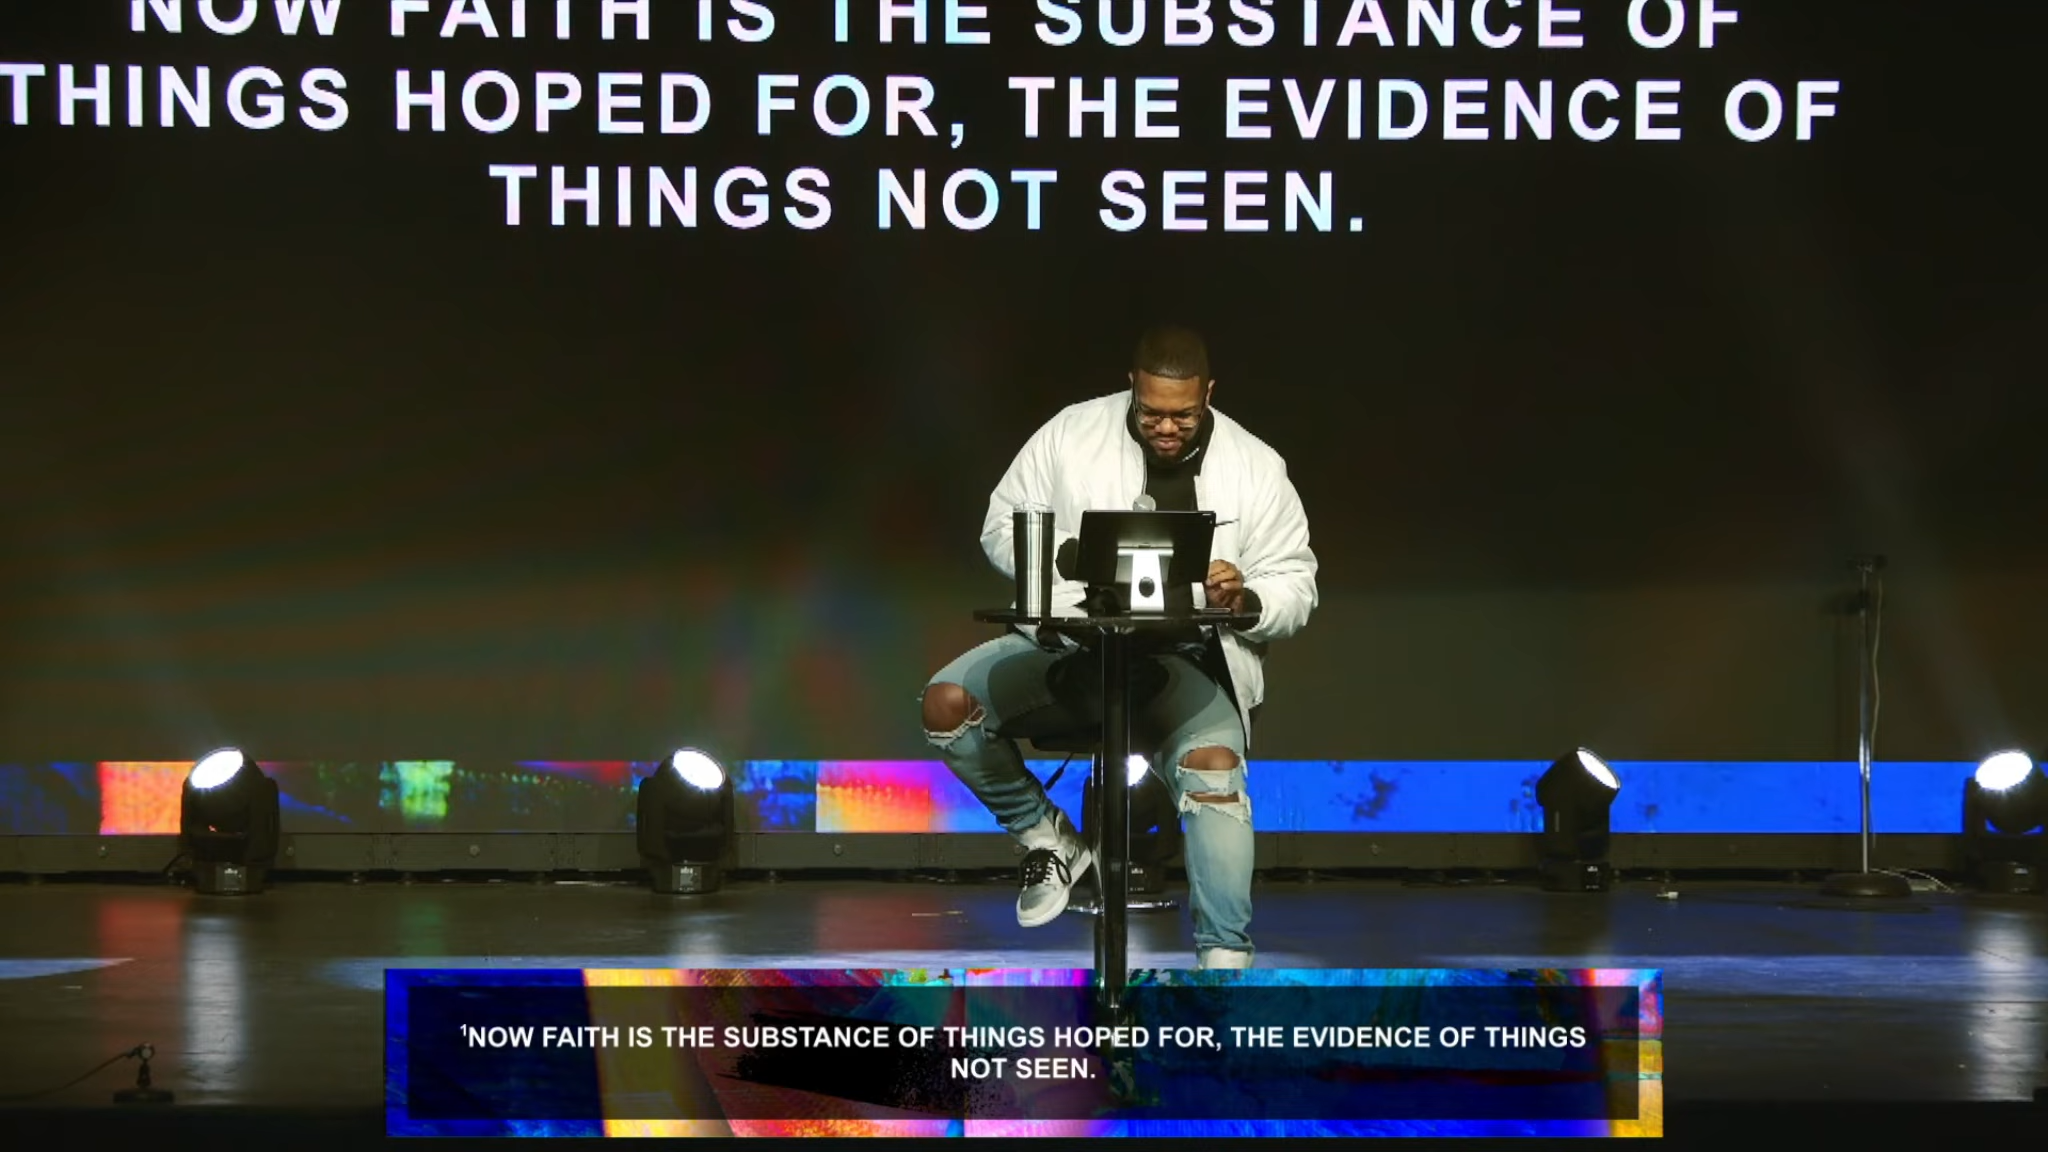 NOW FAITH IS THE SUBSTANCE OF
THINGS HOPED FOR, THE EVIDENCE OF
THINGS NOT SEEN.
¹NOW FAITH IS THE SUBSTANCE OF THINGS HOPED FOR, THE EVIDENCE OF THINGS
NOT SEEN.